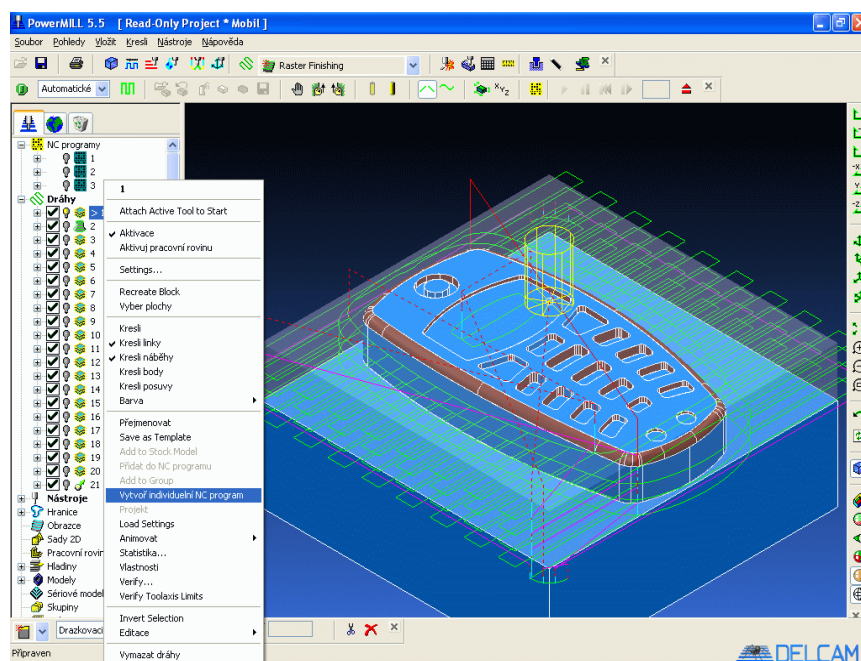 PowerMILL 5.5 [ Read-Only Project * Mobil ]
Soubor Pohledy Vložit Kresli Nástroje Nápověda
Raster Finishing
Automatické
NC programy
1
2
3
Dráhy
> 1
2
3
4
5
6
7
8
9
10
11
12
13
14
15
16
17
18
19
20
21
Nástroje
Hranice
Obrazce
Sady 2D
Pracovní rovin
Hladiny
Modely
Sériové model
Skupiny
1
Attach Active Tool to Start
Aktivace
Aktivuj pracovní rovinu
Settings...
Recreate Block
Vyber plochy
Kresli
Kresli linky
Kresli náběhy
Kresli body
Kresli posuvy
Barva
Přejmenovat
Save as Template
Add to Stock Model
Přidat do NC programu
Add to Group
Vytvoř individuelní NC program
Projekt
Load Settings
Animovat
Statistika...
Vlastnosti
Verify...
Verify Toolaxis Limits
Invert Selection
Editace
Vymazat dráhy
Drazkovaci
Připraven
DELCAM